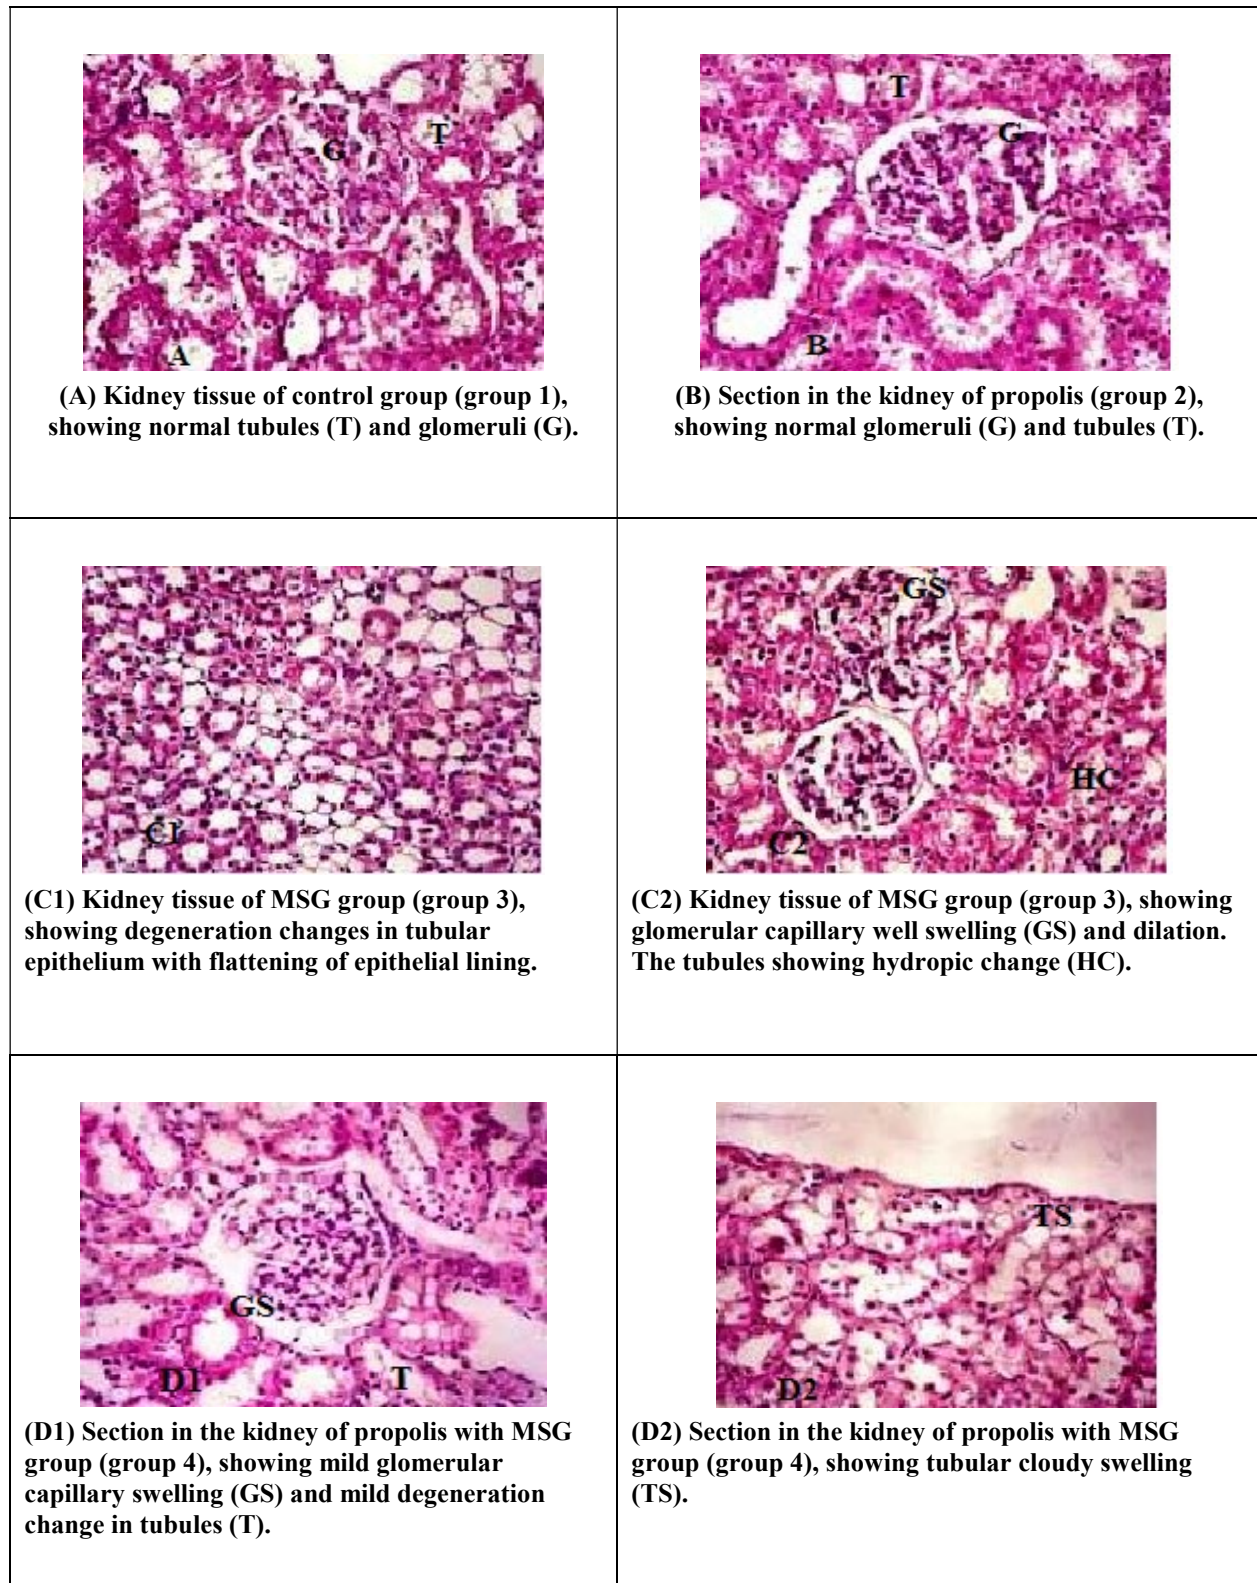 G
T
A
(A) Kidney tissue of control group (group 1),
showing normal tubules (T) and glomeruli (G).
T
G
B
(B) Section in the kidney of propolis (group 2),
showing normal glomeruli (G) and tubules (T).
C1
(C1) Kidney tissue of MSG group (group 3),
showing degeneration changes in tubular
epithelium with flattening of epithelial lining.
GS
HC
C2
(C2) Kidney tissue of MSG group (group 3), showing
glomerular capillary well swelling (GS) and dilation.
The tubules showing hydropic change (HC).
GS
D1
T
(D1) Section in the kidney of propolis with MSG
group (group 4), showing mild glomerular
capillary swelling (GS) and mild degeneration
change in tubules (T).
TS
D2
(D2) Section in the kidney of propolis with MSG
group (group 4), showing tubular cloudy swelling
(TS).